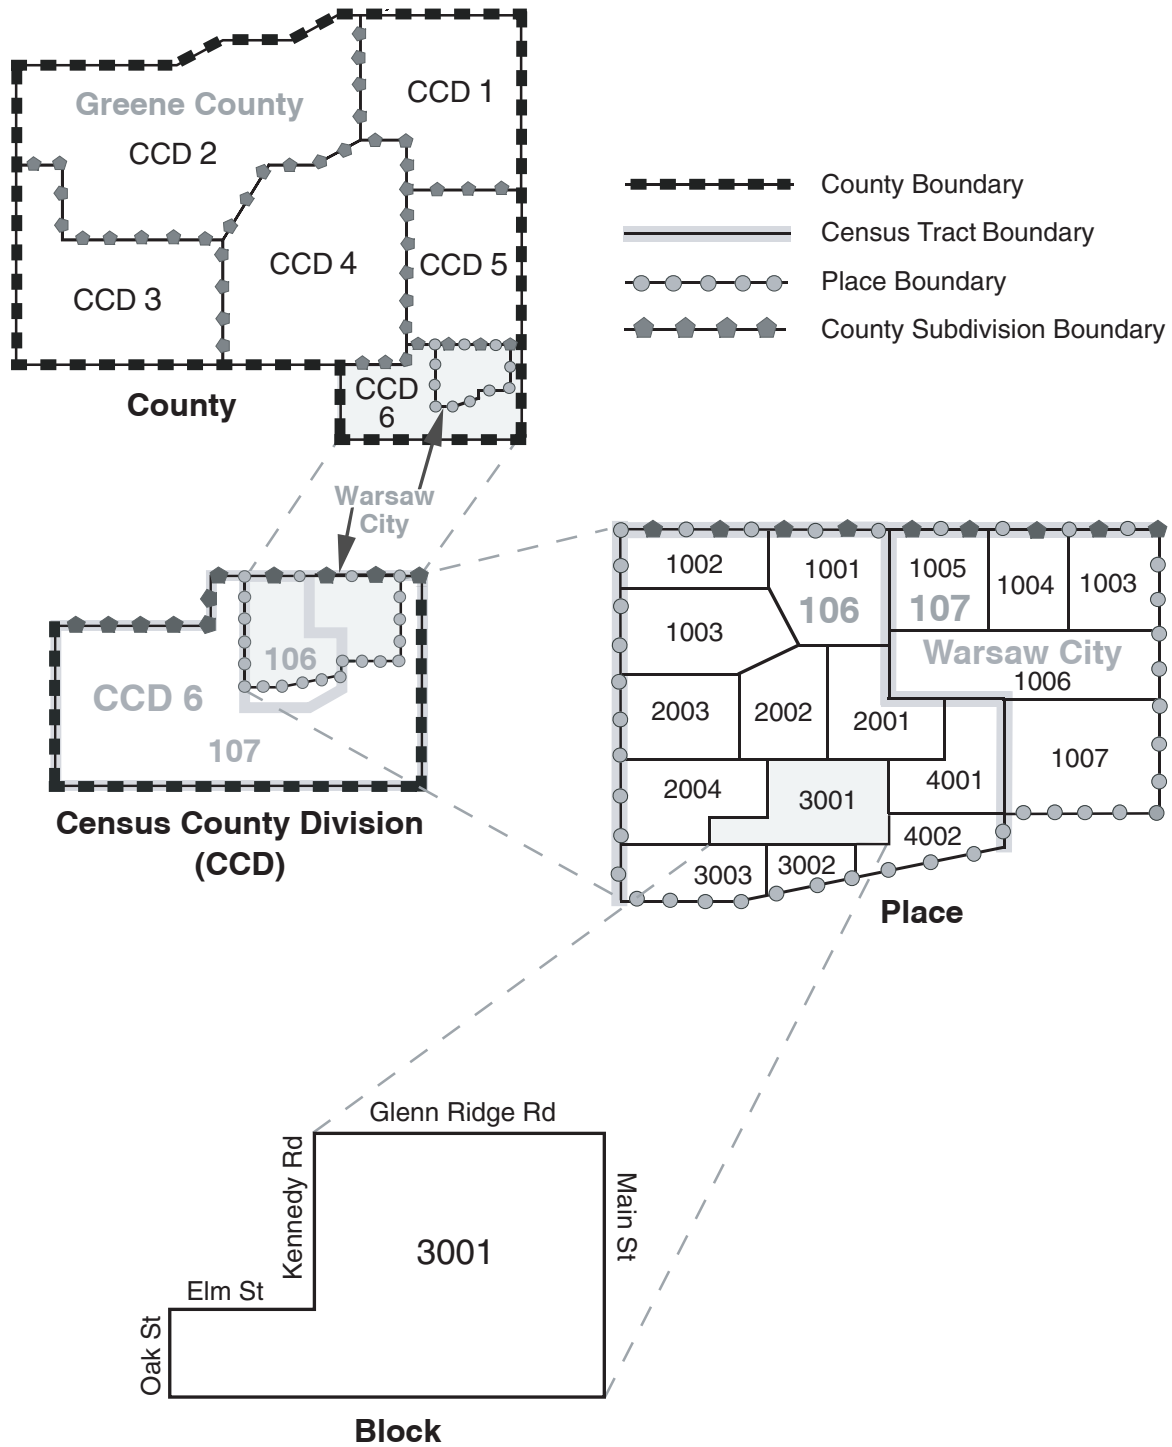 Greene County
CCD 1
CCD 2
CCD 3
CCD 4
CCD 5
CCD
6
County
County Boundary
Census Tract Boundary
Place Boundary
County Subdivision Boundary
Warsaw
City
106
CCD 6
107
Census County Division
(CCD)
1002
1001
1005
1004
1003
106
107
1003
Warsaw City
1006
2003
2002
2001
1007
2004
3001
4001
4002
3003
3002
Place
Glenn Ridge Rd
Kennedy Rd
Main St
3001
Elm St
Oak St
Block